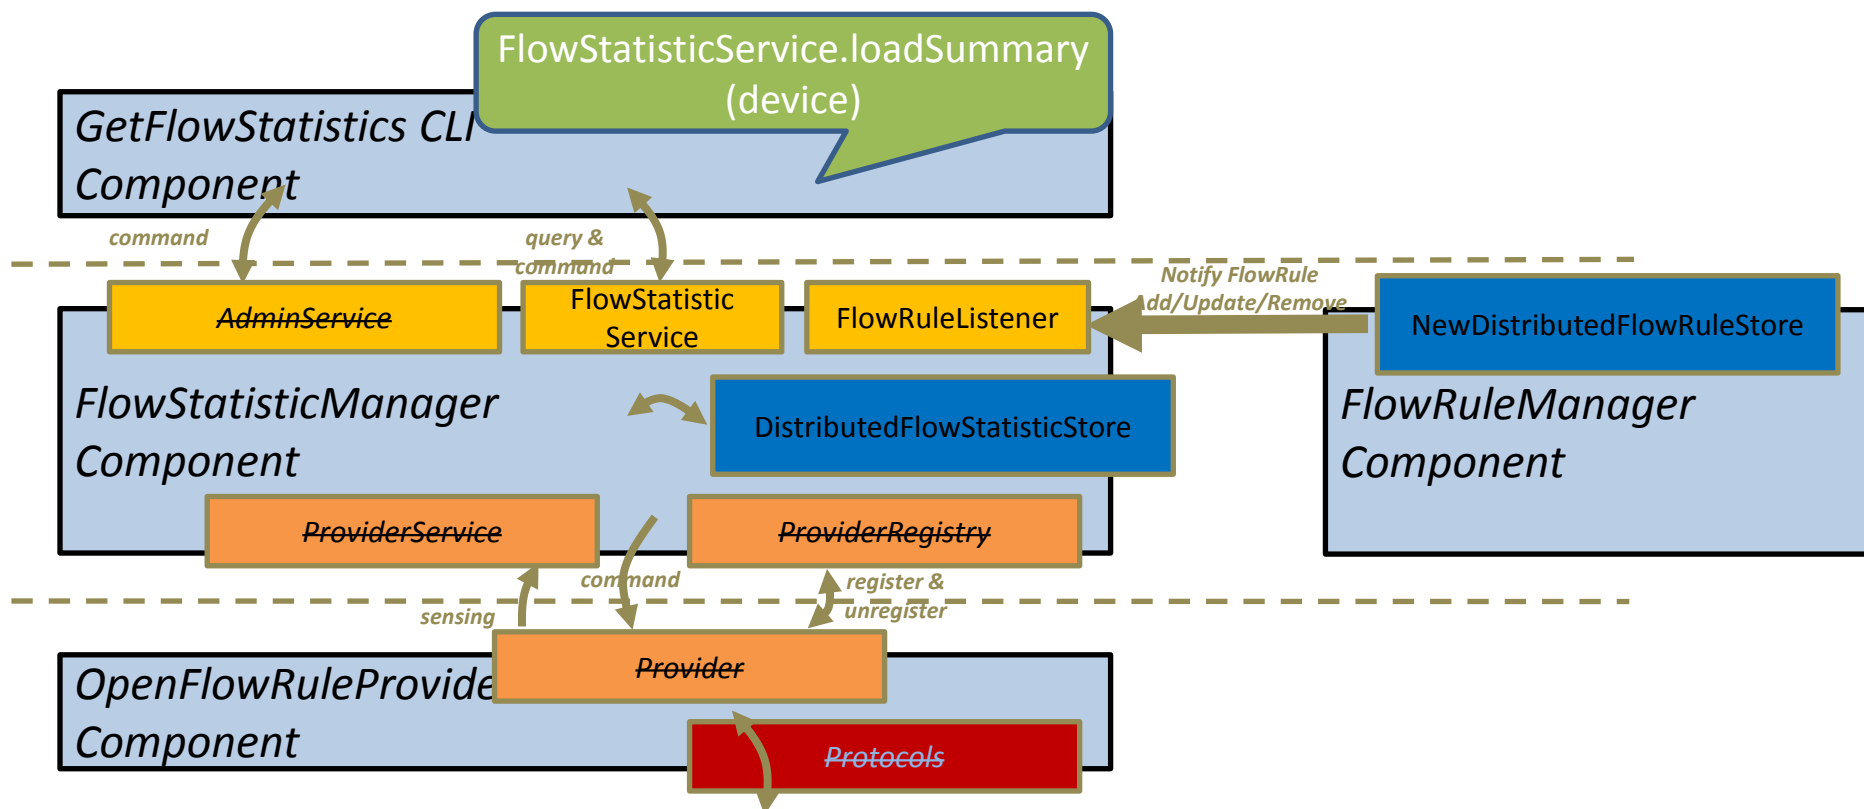 FlowStatisticService.loadSummary
(device)
GetFlowStatistics CLI
Component
command
query &
command
Notify FlowRule
Add/Update/Remove
AdminService
FlowStatistic
Service
FlowRuleListener
NewDistributedFlowRuleStore
FlowStatisticManager
Component
DistributedFlowStatisticStore
FlowRuleManager
Component
ProviderService
ProviderRegistry
command
register &
unregister
sensing
Provider
OpenFlowRuleProvide
Component
Protocols